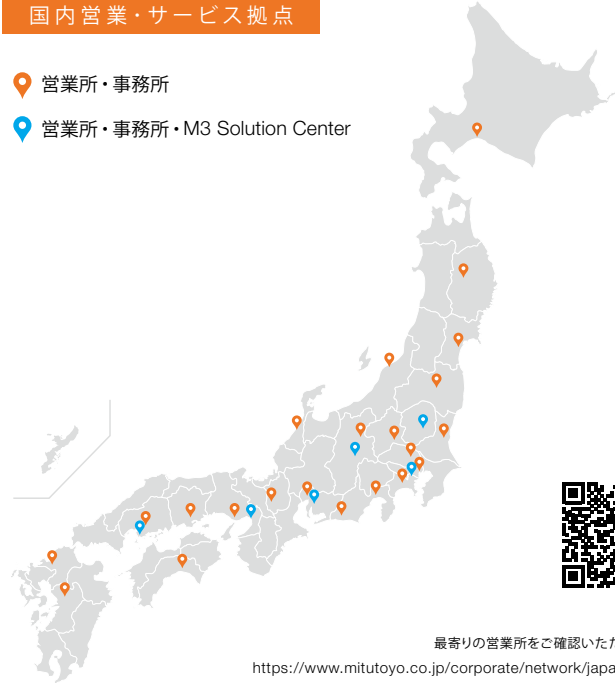 国内営業・サービス拠点
営業所・事務所
営業所・事務所・M3 Solution Center
最寄りの営業所をご確認いた
https://www.mitutoyo.co.jp/corporate/network/japa